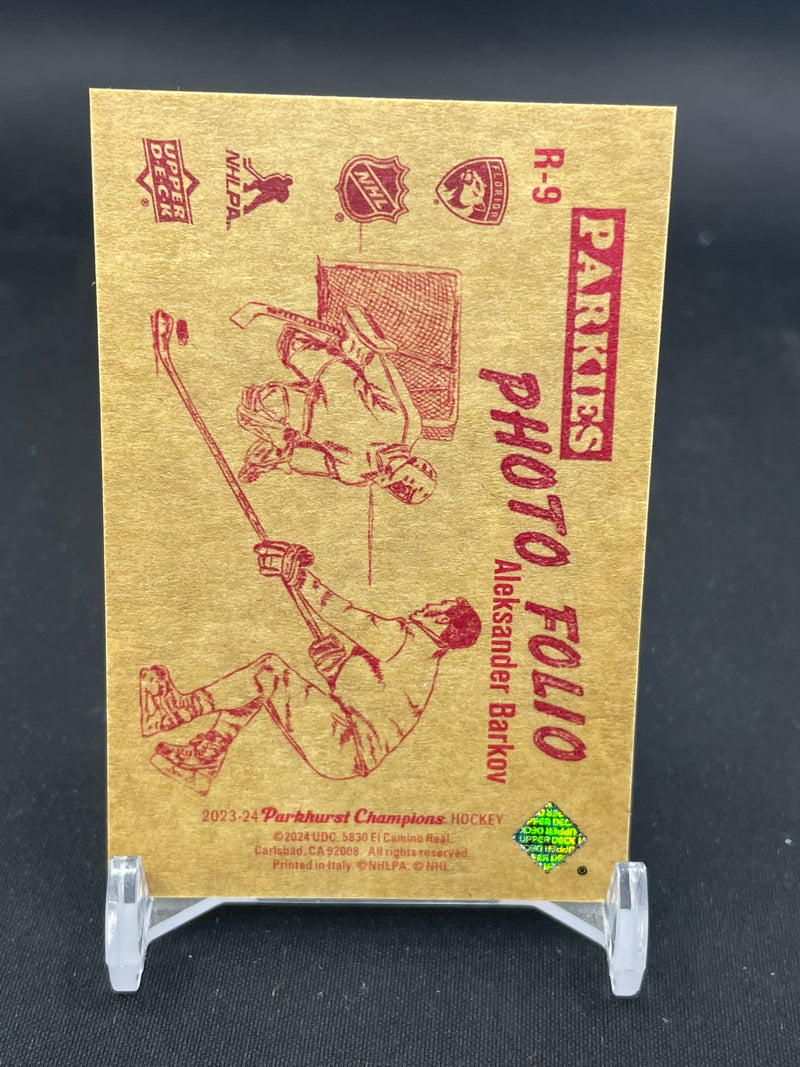 R-9
PARKIES
PHOTO FOLIO
Aleksander Barkov
FLORIDA
NHL
®
NHLPA
UPPER
DECK
2023-24 Parkhurst Champions HOCKEY
©2024 UDC. 5830 El Camino Real,
Carlsbad, CA 92008. All rights reserved.
Printed in Italy. ©NHLPA. © NHL
UPPER DECK
®